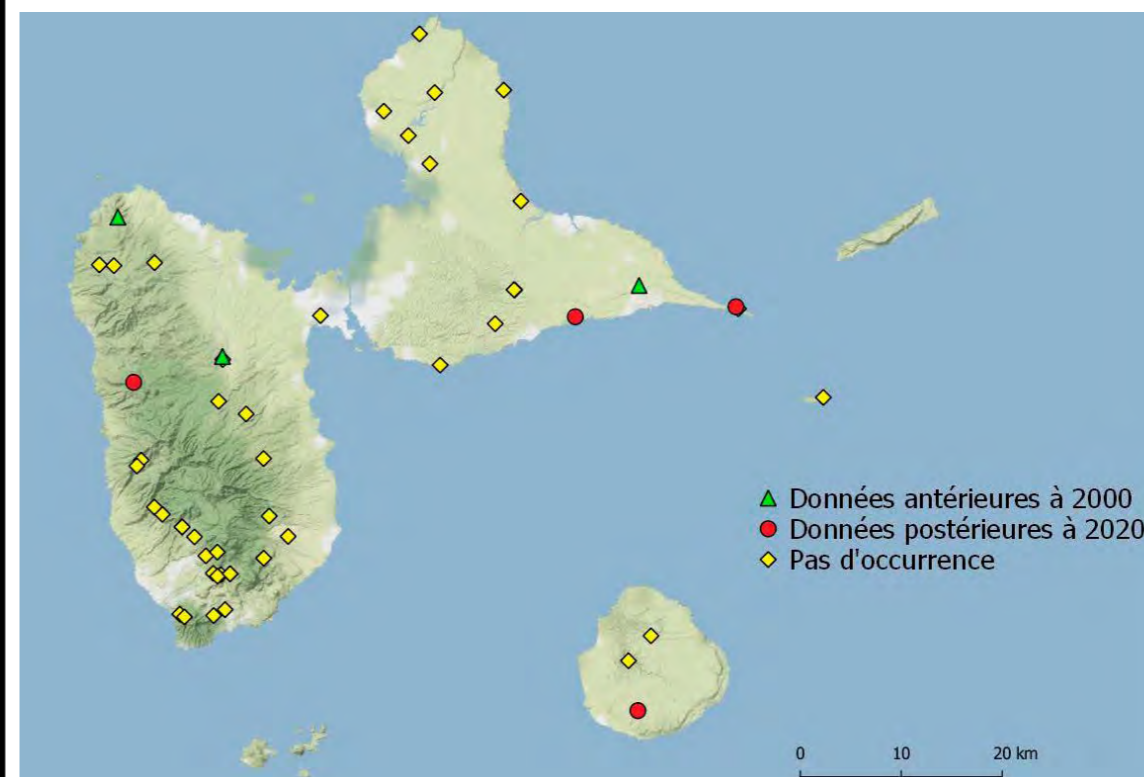 Données antérieures à 2000
Données postérieures à 2020
Pas d'occurrence
0 10 20 km